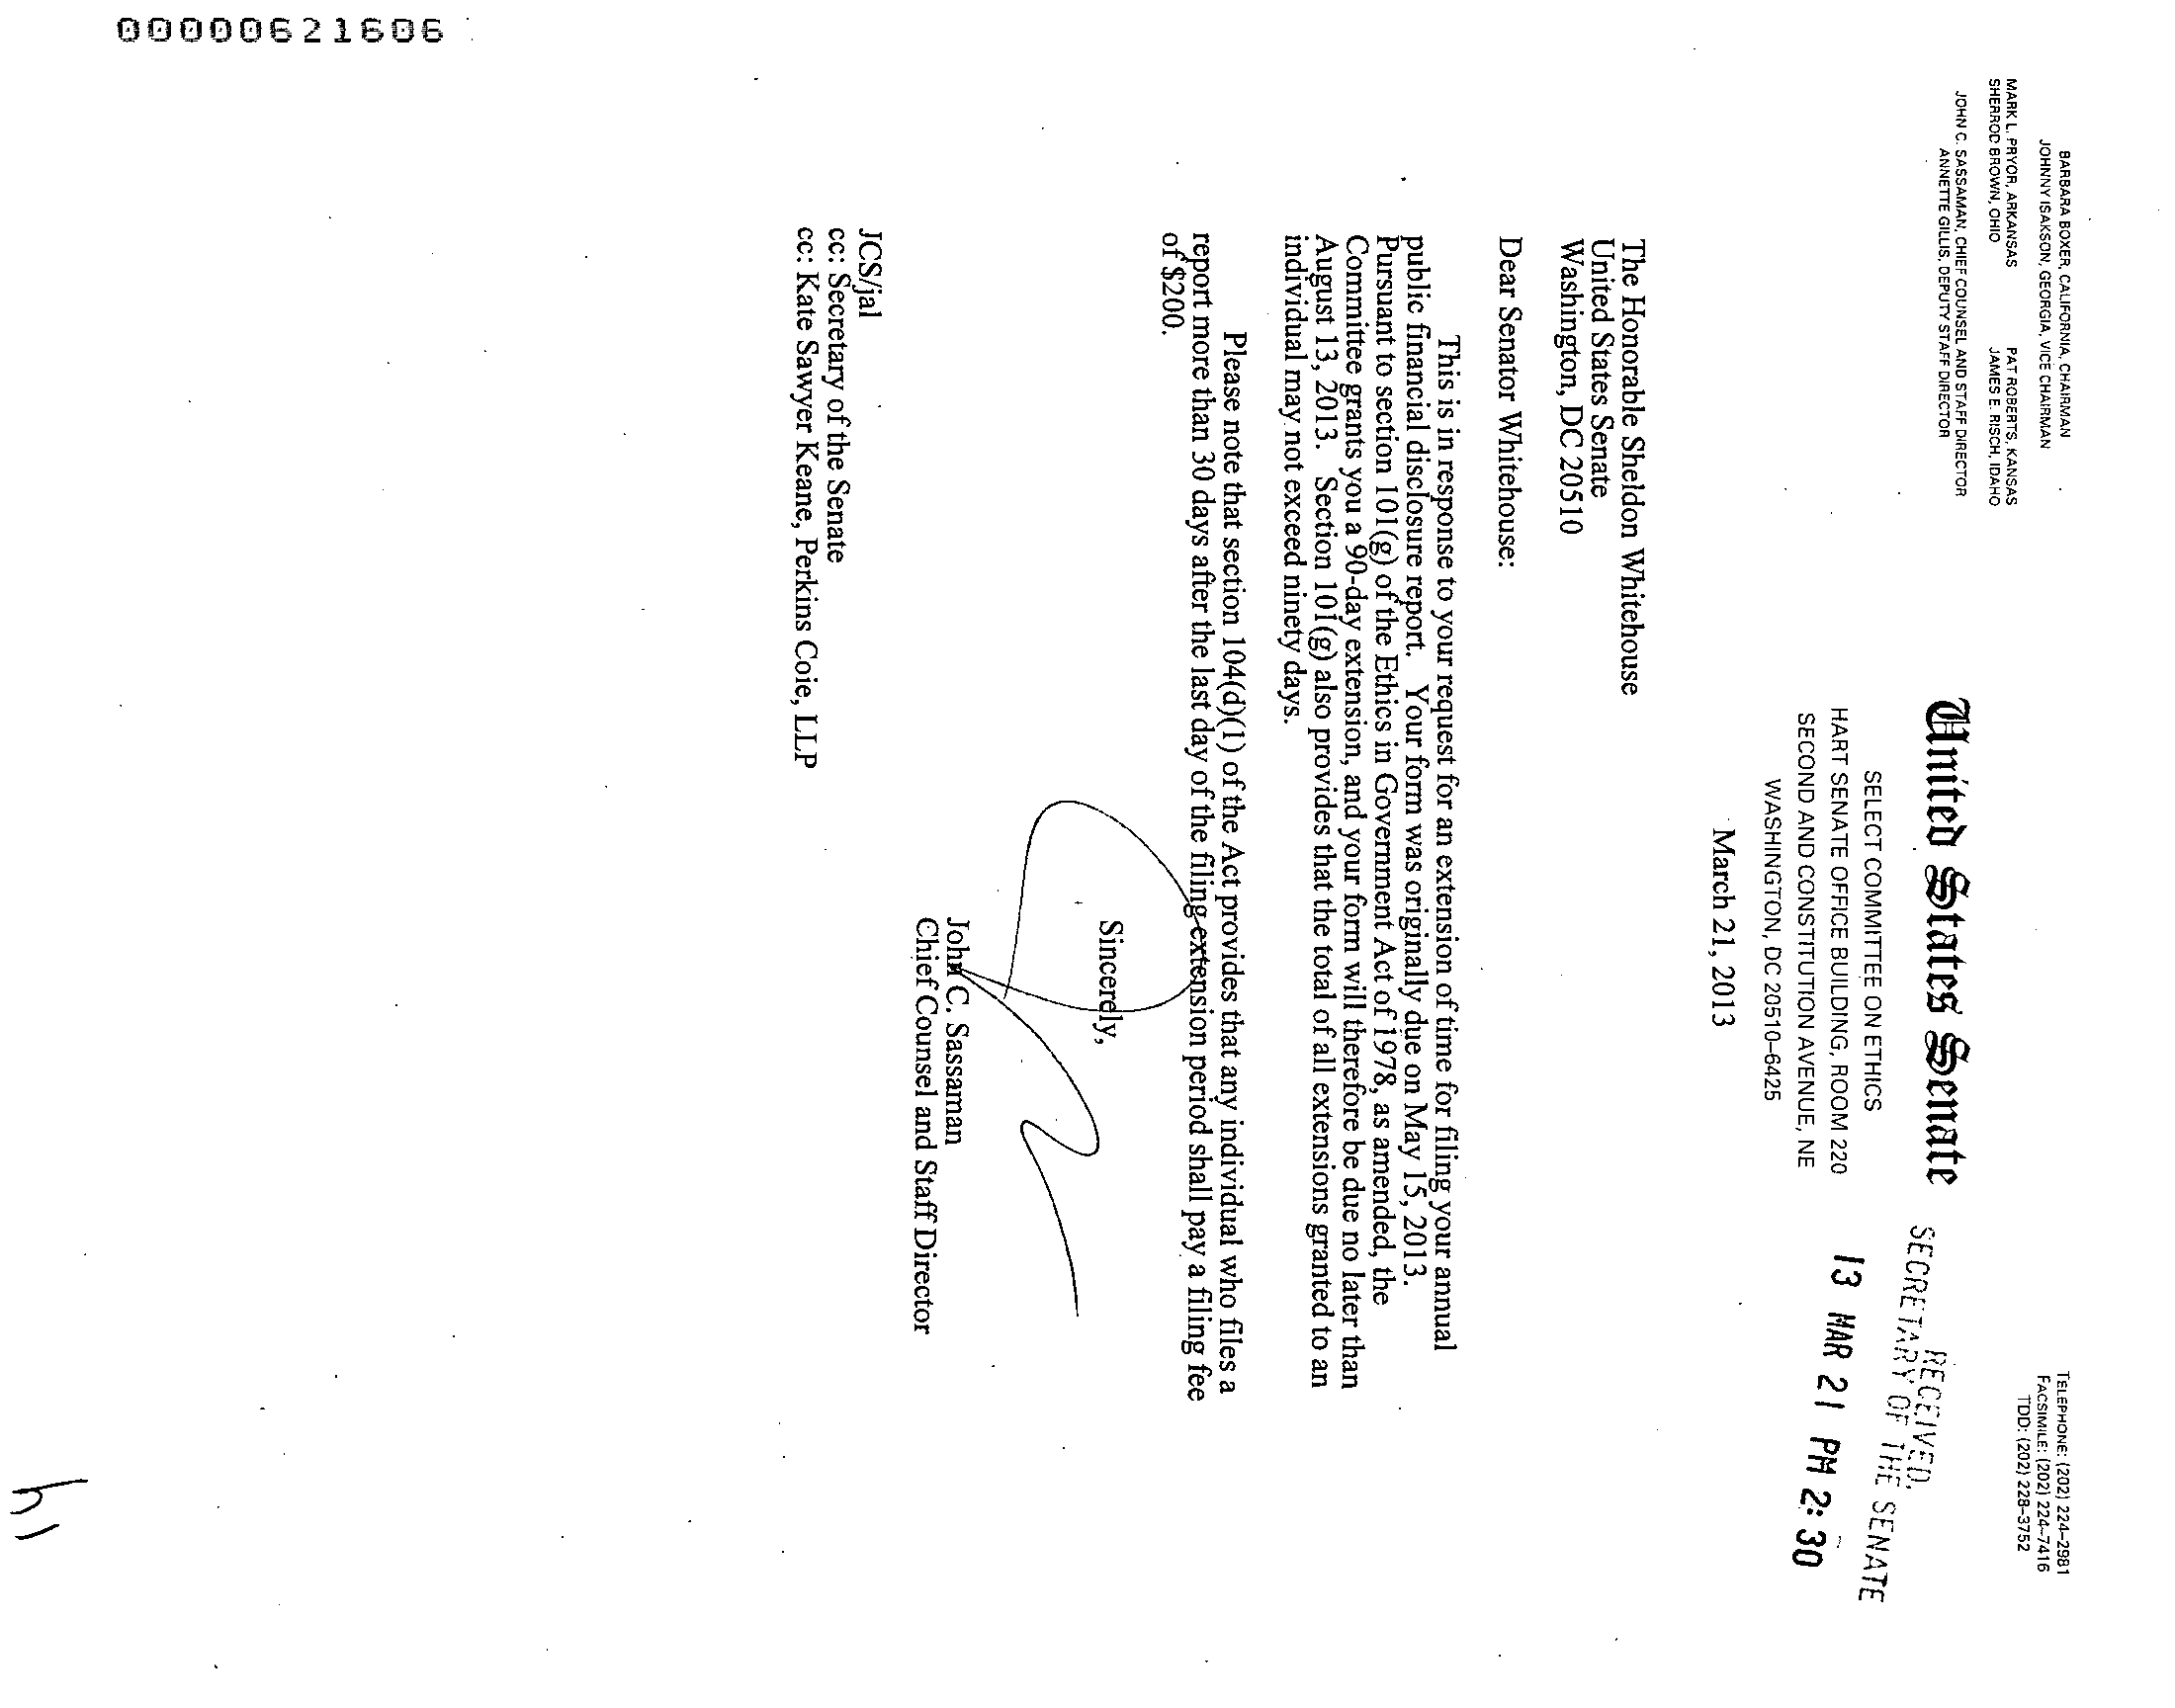 00000621606
BARBARA BOXER, CALIFORNIA, CHAIRMAN
JOHNNY ISAKSON, GEORGIA, VICE CHAIRMAN
MARK L. PRYOR, ARKANSAS PAT ROBERTS, KANSAS
SHERROD BROWN, OHIO JAMES E. RISCH, IDAHO
JOHN C. SASSAMAN, CHIEF COUNSEL AND STAFF DIRECTOR
ANNETTE GILLIS, DEPUTY STAFF DIRECTOR
TELEPHONE: (202) 224–2981
FACSIMILE: (202) 224–7416
TDD: (202) 228–3752
United States Senate
SELECT COMMITTEE ON ETHICS
HART SENATE OFFICE BUILDING, ROOM 220
SECOND AND CONSTITUTION AVENUE, NE
WASHINGTON, DC 20510–6425
RECEIVED
SECRETARY OF THE SENATE
13 MAR 21 PM 2:30
March 21, 2013
The Honorable Sheldon Whitehouse
United States Senate
Washington, DC 20510
Dear Senator Whitehouse:
This is in response to your request for an extension of time for filing your annual
public financial disclosure report. Your form was originally due on May 15, 2013.
Pursuant to section 101(g) of the Ethics in Government Act of 1978, as amended, the
Committee grants you a 90-day extension, and your form will therefore be due no later than
August 13, 2013. Section 101(g) also provides that the total of all extensions granted to an
individual may not exceed ninety days.
Please note that section 104(d)(1) of the Act provides that any individual who files a
report more than 30 days after the last day of the filing extension period shall pay a filing fee
of $200.
Sincerely,
John C. Sassaman
Chief Counsel and Staff Director
JCS/jal
cc: Secretary of the Senate
cc: Kate Sawyer Keane, Perkins Coie, LLP